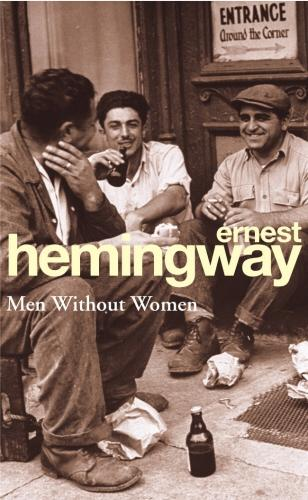 ENTRANCE
Around the Corner
ernest
hemingway
Men Without Women